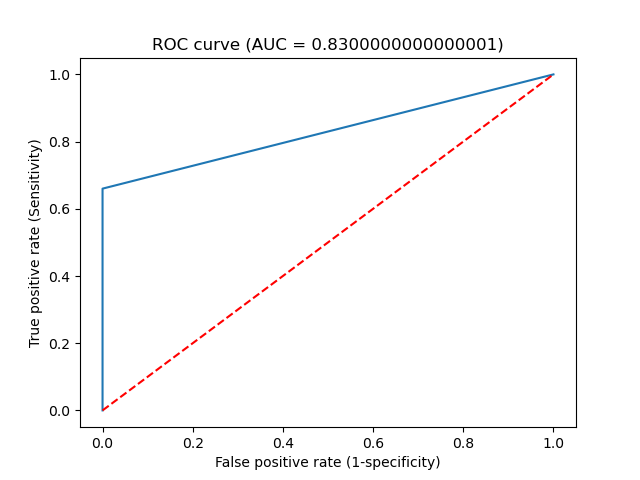 ROC curve (AUC = 0.8300000000000001)
1.0
0.8
0.6
0.4
0.2
0.0
True positive rate (Sensitivity)
0.0 0.2 0.4 0.6 0.8 1.0
False positive rate (1-specificity)